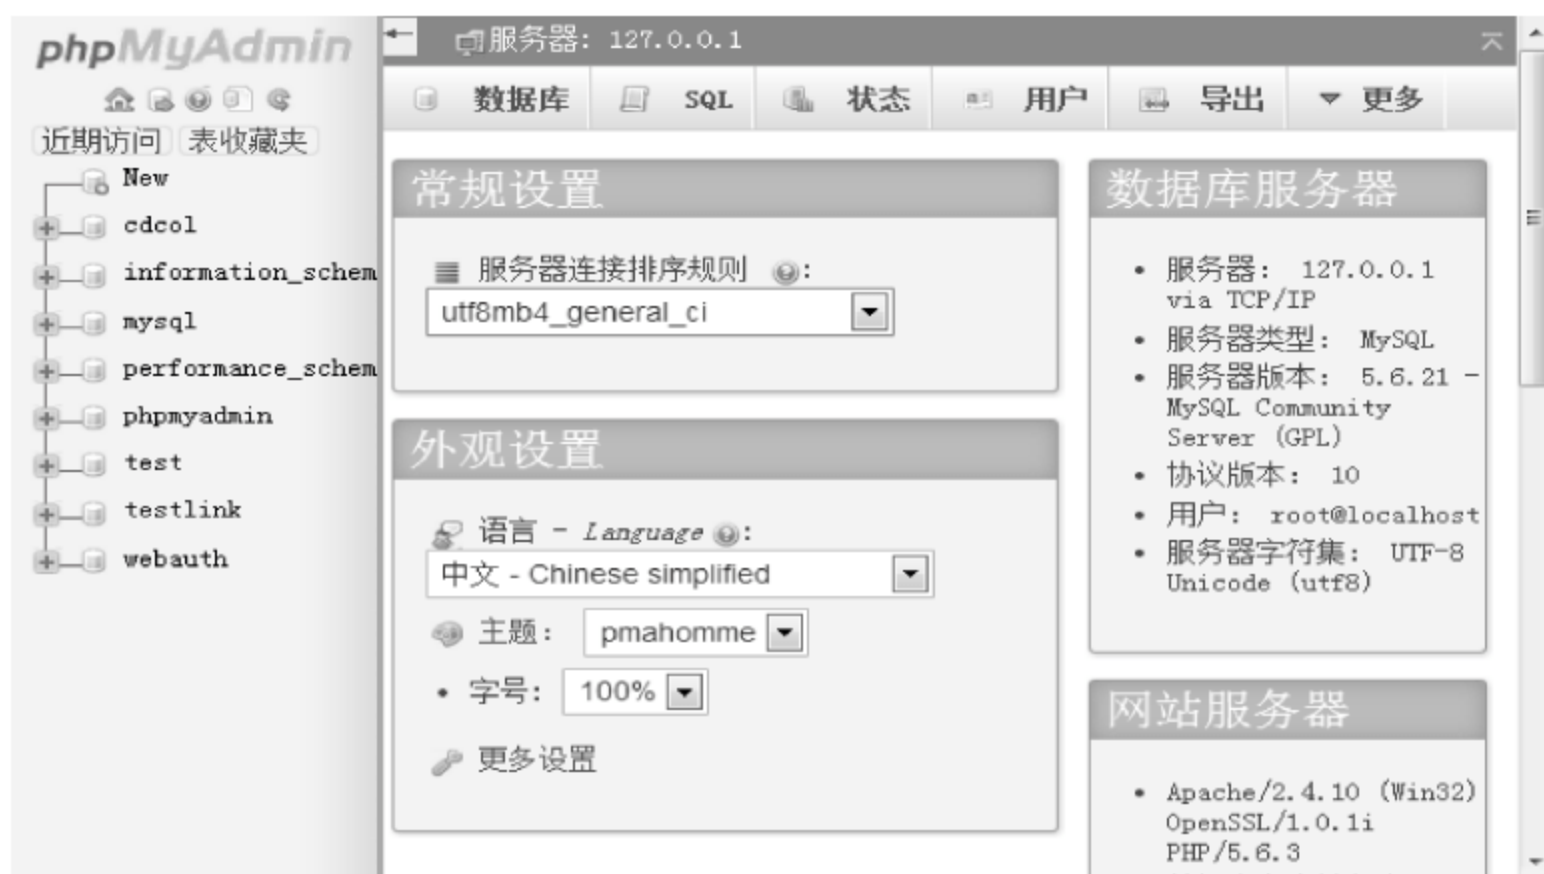 phpMyAdmin
近期访问 表收藏夹
New
cdcol
information_schem
mysql
performance_schem
phpmyadmin
test
testlink
webauth
服务器: 127.0.0.1
数据库 SQL 状态 用户 导出 更多
常规设置
服务器连接排序规则 :
utf8mb4_general_ci
外观设置
语言 - Language :
中文 - Chinese simplified
主题: pmahomme
• 字号: 100%
更多设置
数据库服务器
• 服务器: 127.0.0.1
via TCP/IP
• 服务器类型: MySQL
• 服务器版本: 5.6.21 -
MySQL Community
Server (GPL)
• 协议版本: 10
• 用户: root@localhost
• 服务器字符集: UTF-8
Unicode (utf8)
网站服务器
• Apache/2.4.10 (Win32)
OpenSSL/1.0.1i
PHP/5.6.3